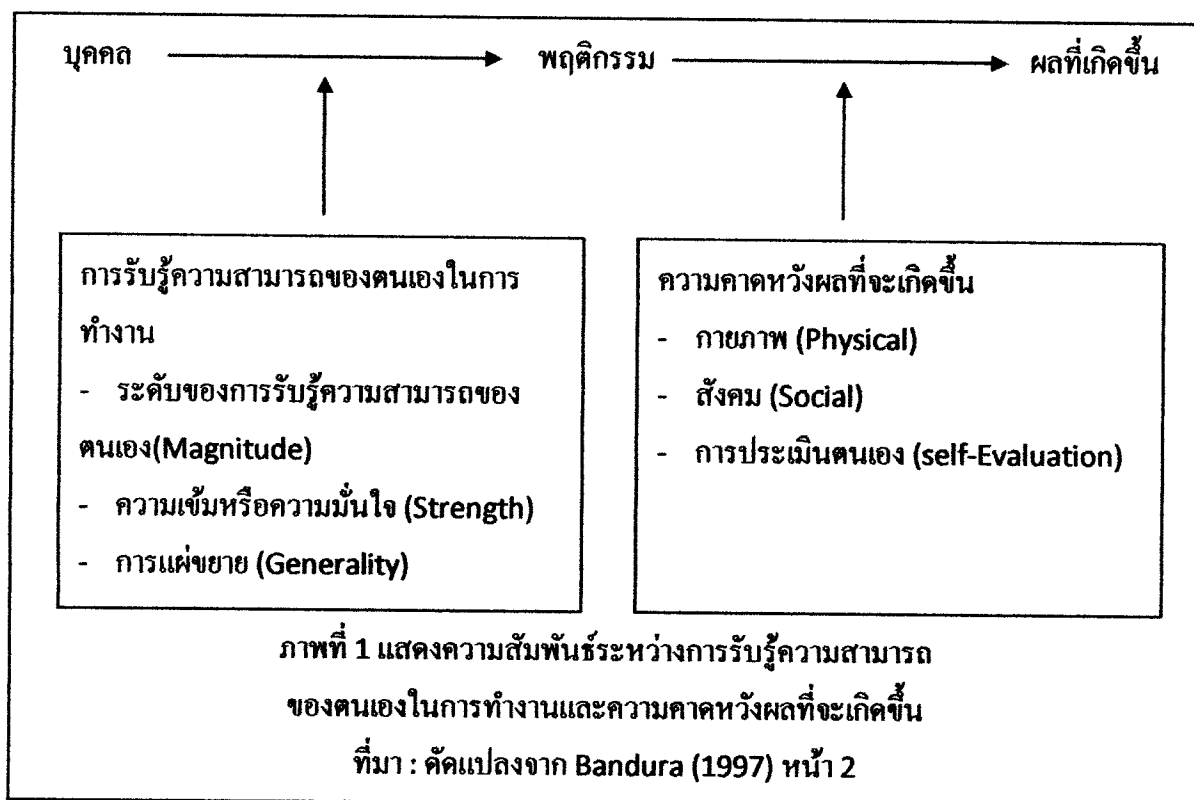 บุคคล พฤติกรรม ผลที่เกิดขึ้น
การรับรู้ความสามารถของตนเองในการ
ทำงาน
- ระดับของการรับรู้ความสามารถของ
ตนเอง(Magnitude)
- ความเข้มหรือความมั่นใจ (Strength)
- การแผ่ขยาย (Generality)
ความคาดหวังผลที่จะเกิดขึ้น
- กายภาพ (Physical)
- สังคม (Social)
- การประเมินตนเอง (self-Evaluation)
ภาพที่ 1 แสดงความสัมพันธ์ระหว่างการรับรู้ความสามารถ
ของตนเองในการทำงานและความคาดหวังผลที่จะเกิดขึ้น
ที่มา : ดัดแปลงจาก Bandura (1997) หน้า 2